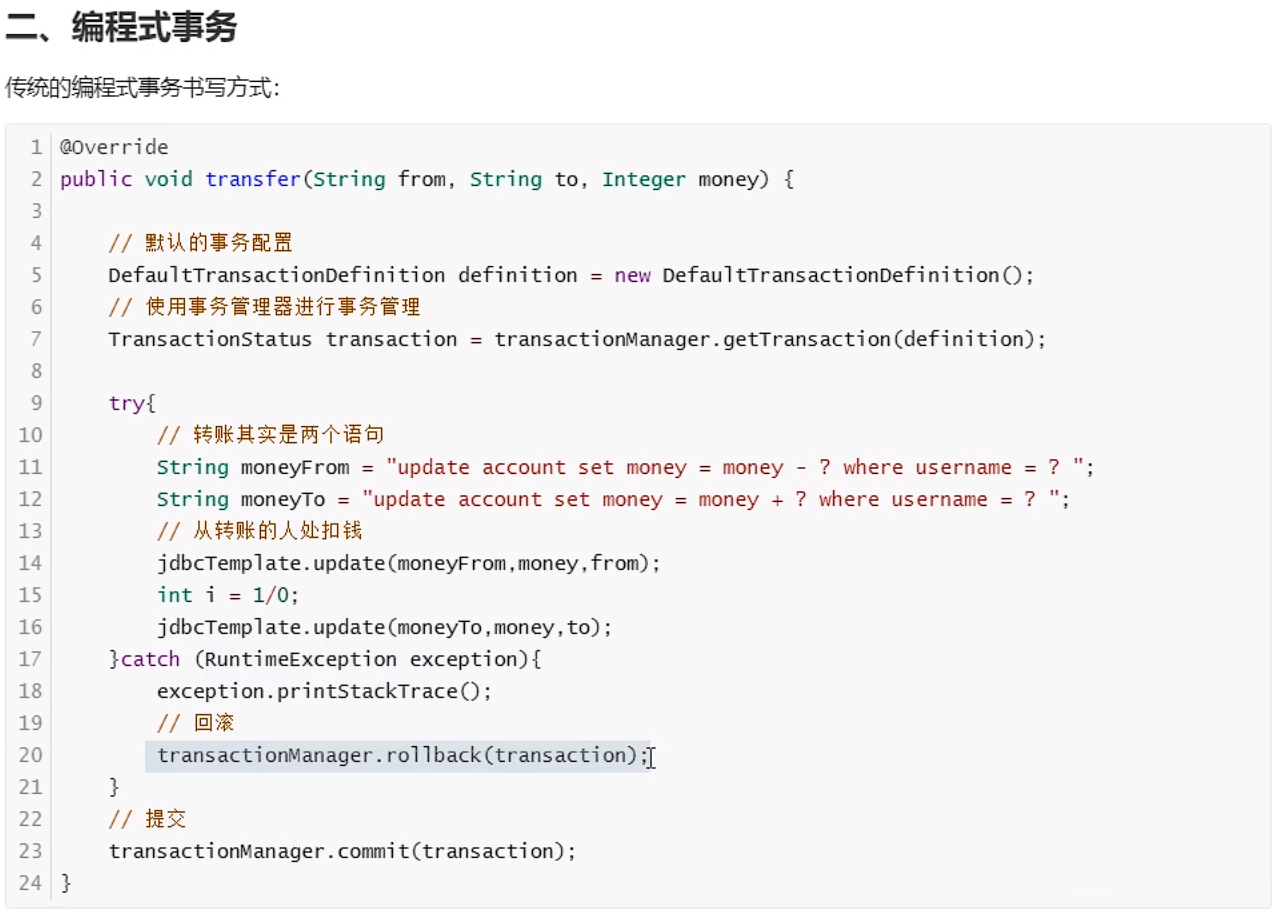 二、编程式事务
传统的编程式事务书写方式：
1 @Override
2 public void transfer(String from, String to, Integer money) {
3
4     // 默认的事务配置
5     DefaultTransactionDefinition definition = new DefaultTransactionDefinition();
6     // 使用事务管理器进行事务管理
7     TransactionStatus transaction = transactionManager.getTransaction(definition);
8
9     try{
10         // 转账其实是两个语句
11         String moneyFrom = "update account set money = money - ? where username = ? ";
12         String moneyTo = "update account set money = money + ? where username = ? ";
13         // 从转账的人处扣钱
14         jdbcTemplate.update(moneyFrom,money,from);
15         int i = 1/0;
16         jdbcTemplate.update(moneyTo,money,to);
17     }catch (RuntimeException exception){
18         exception.printStackTrace();
19         // 回滚
20         transactionManager.rollback(transaction);
21     }
22     // 提交
23     transactionManager.commit(transaction);
24 }